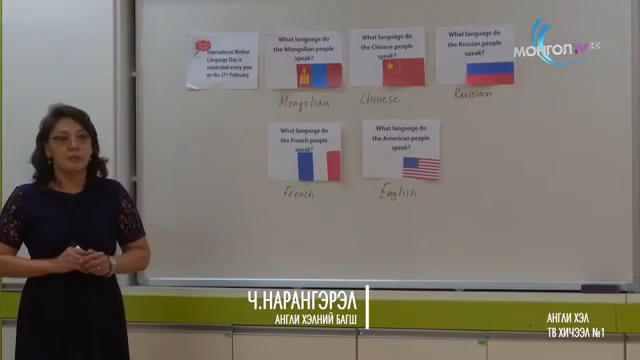 International Mother
Language Day is
celebrated every year
on the 21st February
What language do
the Mongolian people
speak?
Mongolian
What language do
the Chinese people
speak?
Chinese
What language do
the Russian people
speak?
Russian
What language do
the French people
speak?
French
What language do
the American people
speak?
English
МОНГОЛ TV HD
Ч.НАРАНГЭРЭЛ
АНГЛИ ХЭЛНИЙ БАГШ
АНГЛИ ХЭЛ
ТВ ХИЧЭЭЛ №1